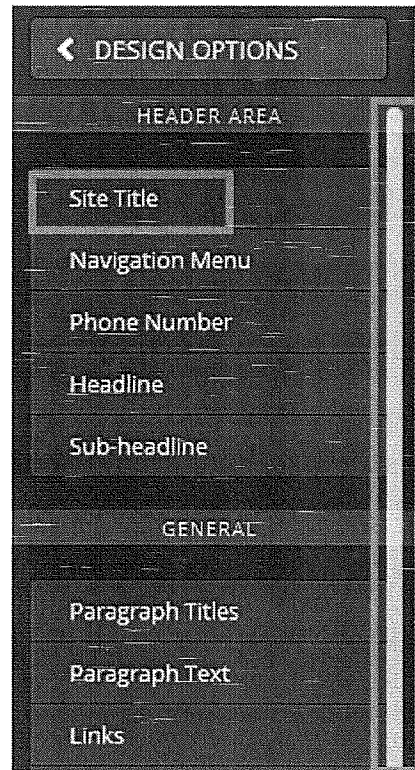 DESIGN OPTIONS
HEADER AREA
Site Title
Navigation Menu
Phone Number
Headline
Sub-headline
GENERAL
Paragraph Titles
Paragraph Text
Links